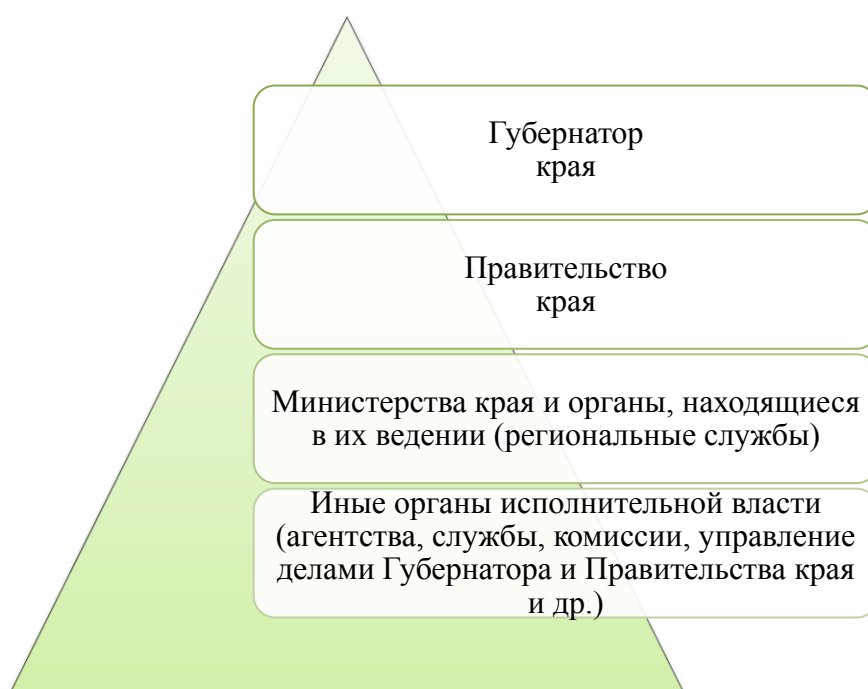 Губернатор
края
Правительство
края
Министерства края и органы, находящиеся
в их ведении (региональные службы)
Иные органы исполнительной власти
(агентства, службы, комиссии, управление
делами Губернатора и Правительства края
и др.)